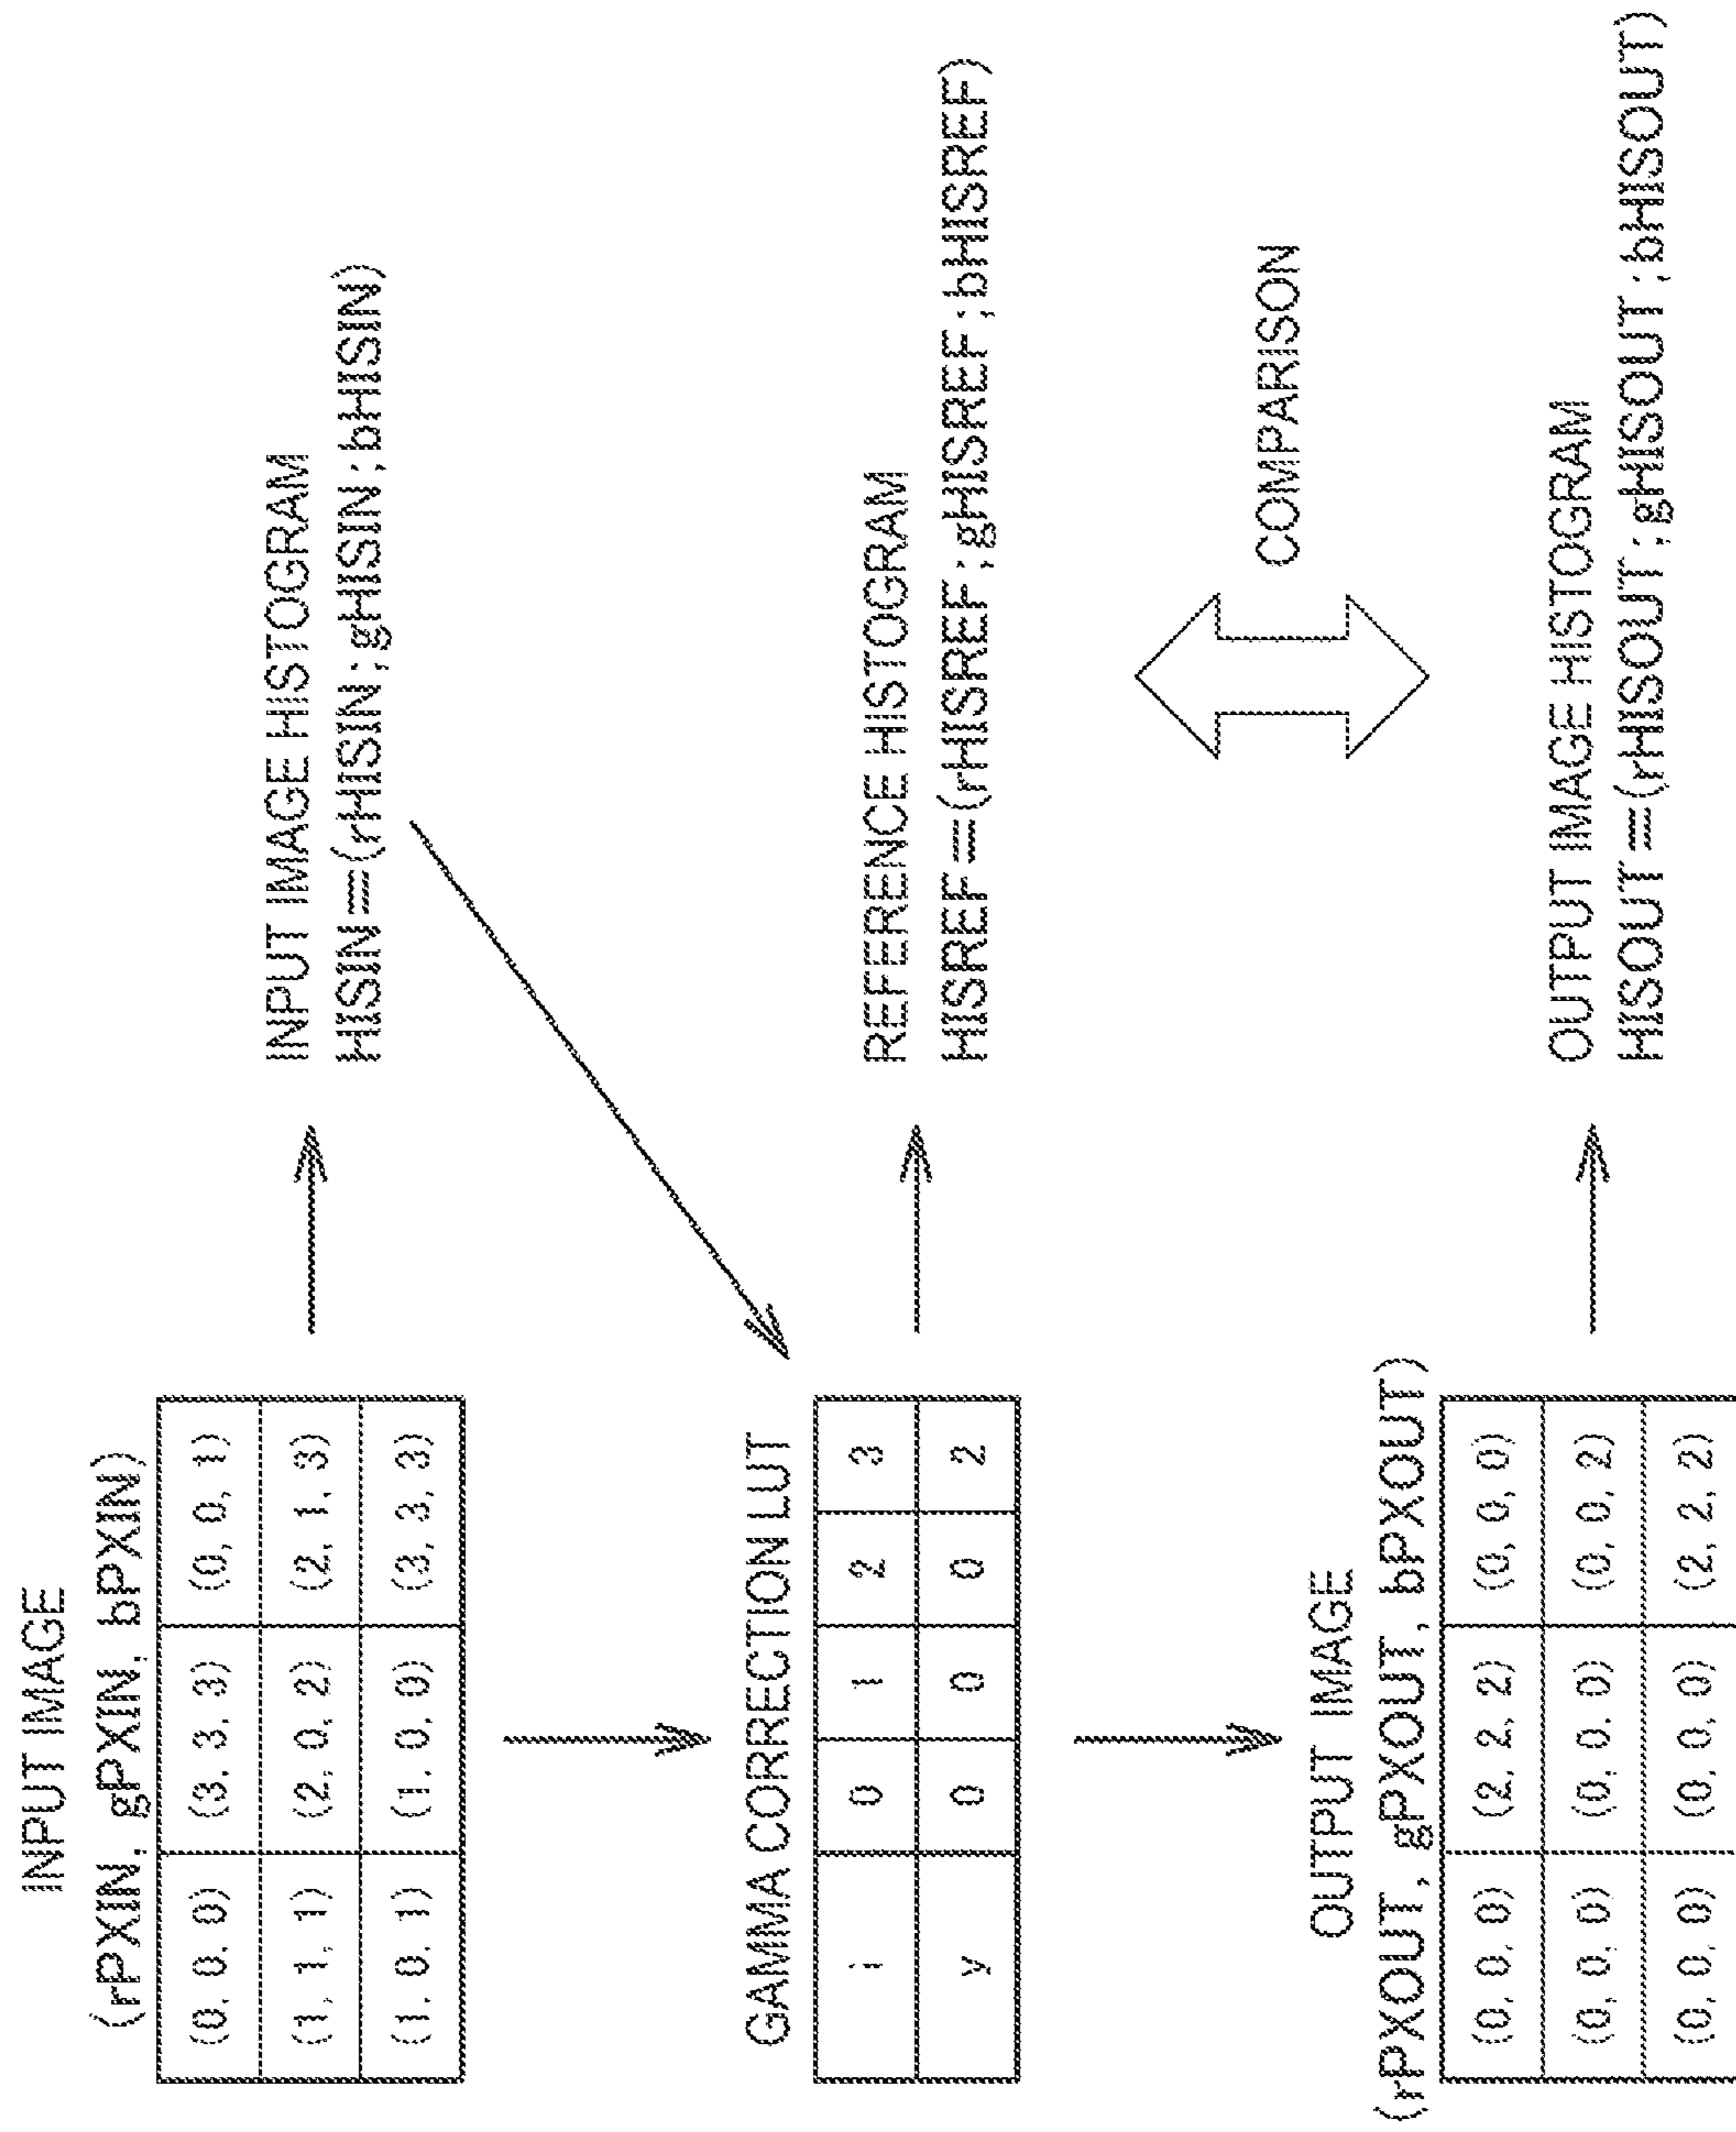 INPUT IMAGE
(rPXIN, gPXIN, bPXIN)
(0, 0, 0) (3, 3, 3) (0, 0, 1)
(1, 1, 1) (2, 0, 2) (2, 1, 3)
(1, 0, 1) (1, 0, 0) (3, 3, 3)
INPUT IMAGE HISTOGRAM
HISIN=(rHISIN;gHISIN;bHISIN)
GAMMA CORRECTION LUT
i 0 1 2 3
y 0 0 0 2
REFERENCE HISTOGRAM
HISREF=(rHISREF;gHISREF;bHISREF)
COMPARISON
OUTPUT IMAGE
(rPXOUT, gPXOUT, bPXOUT)
(0, 0, 0) (2, 2, 2) (0, 0, 0)
(0, 0, 0) (0, 0, 0) (0, 0, 2)
(0, 0, 0) (0, 0, 0) (2, 2, 2)
OUTPUT IMAGE HISTOGRAM
HISOUT=(rHISOUT;gHISOUT;bHISOUT)